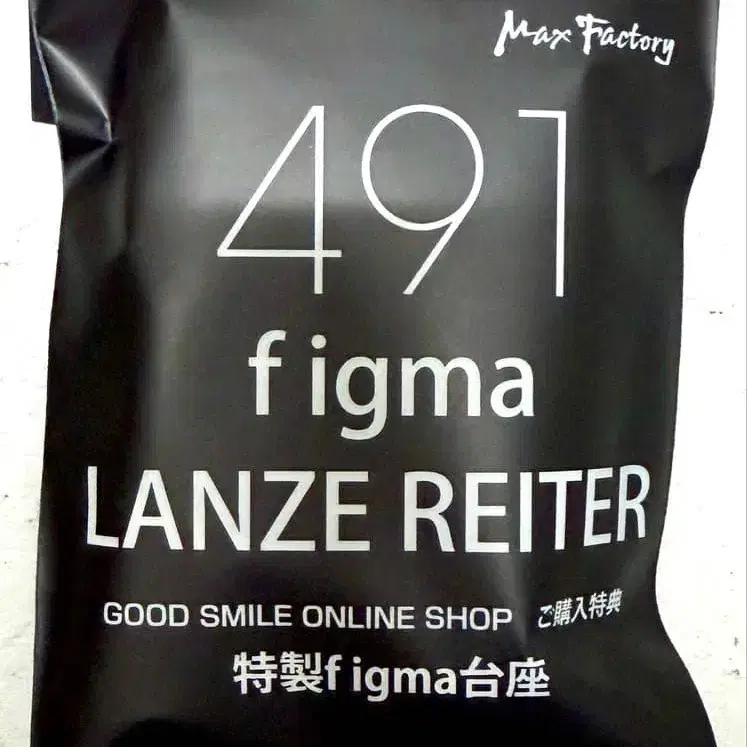 Max Factory
491
figma
LANZE REITER
GOOD SMILE ONLINE SHOP ご購入特典
特製figma台座